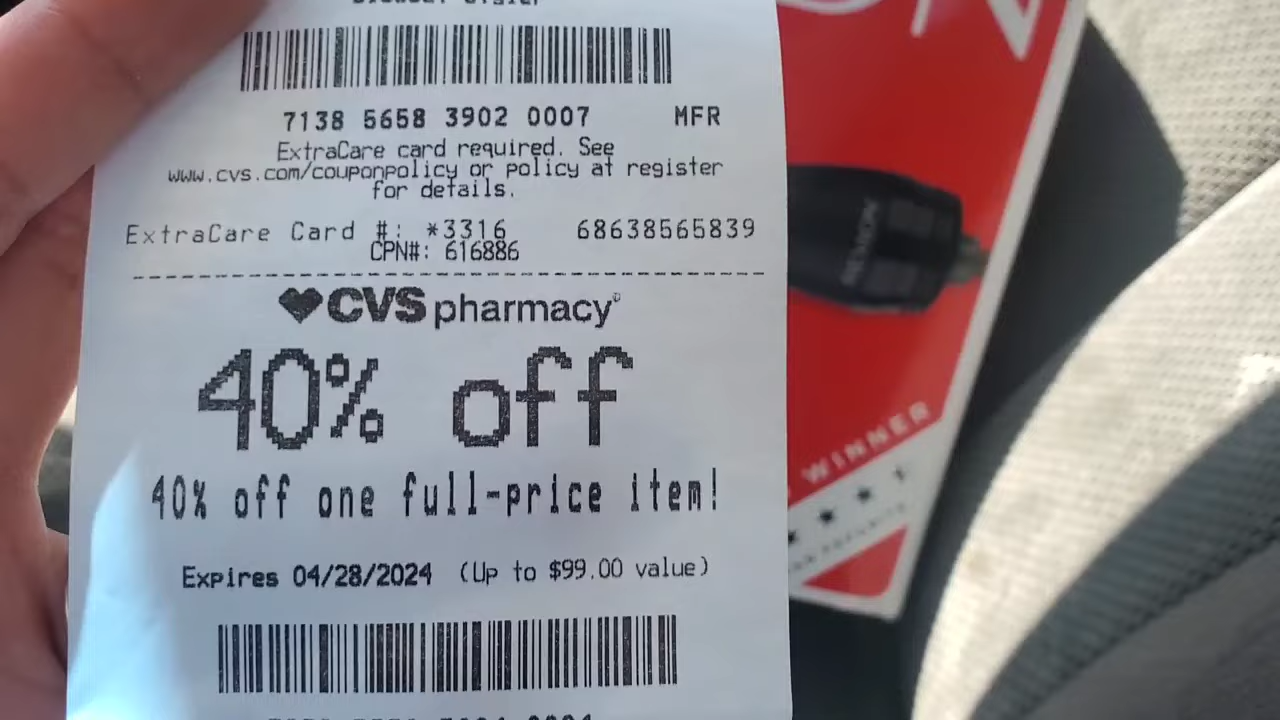 7138 5658 3902 0007 MFR
ExtraCare card required. See
www.cvs.com/couponpolicy or policy at register
for details.
ExtraCare Card #: *3316 68638565839
CPN#: 616886
CVS pharmacy
40% off
40% off one full-price item!
Expires 04/28/2024 (Up to $99.00 value)
REVLON
WINNER